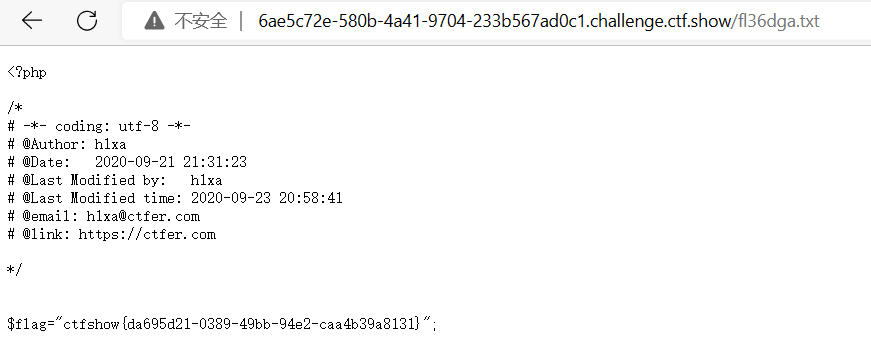 不安全 | 6ae5c72e-580b-4a41-9704-233b567ad0c1.challenge.ctf.show/fl36dga.txt
<?php
/*
# -*- coding: utf-8 -*-
# @Author: h1xa
# @Date:   2020-09-21 21:31:23
# @Last Modified by:   h1xa
# @Last Modified time: 2020-09-23 20:58:41
# @email: h1xa@ctfer.com
# @link: https://ctfer.com
*/
$flag="ctfshow{da695d21-0389-49bb-94e2-caa4b39a8131}";